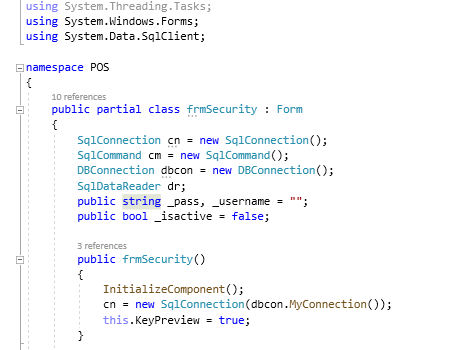 using System.Threading.Tasks;
using System.Windows.Forms;
using System.Data.SqlClient;
namespace POS
{
10 references
public partial class frmSecurity : Form
{
SqlConnection cn = new SqlConnection();
SqlCommand cm = new SqlCommand();
DBConnection dbcon = new DBConnection();
SqlDataReader dr;
public string _pass, _username = "";
public bool _isactive = false;
3 references
public frmSecurity()
{
InitializeComponent();
cn = new SqlConnection(dbcon.MyConnection());
this.KeyPreview = true;
}